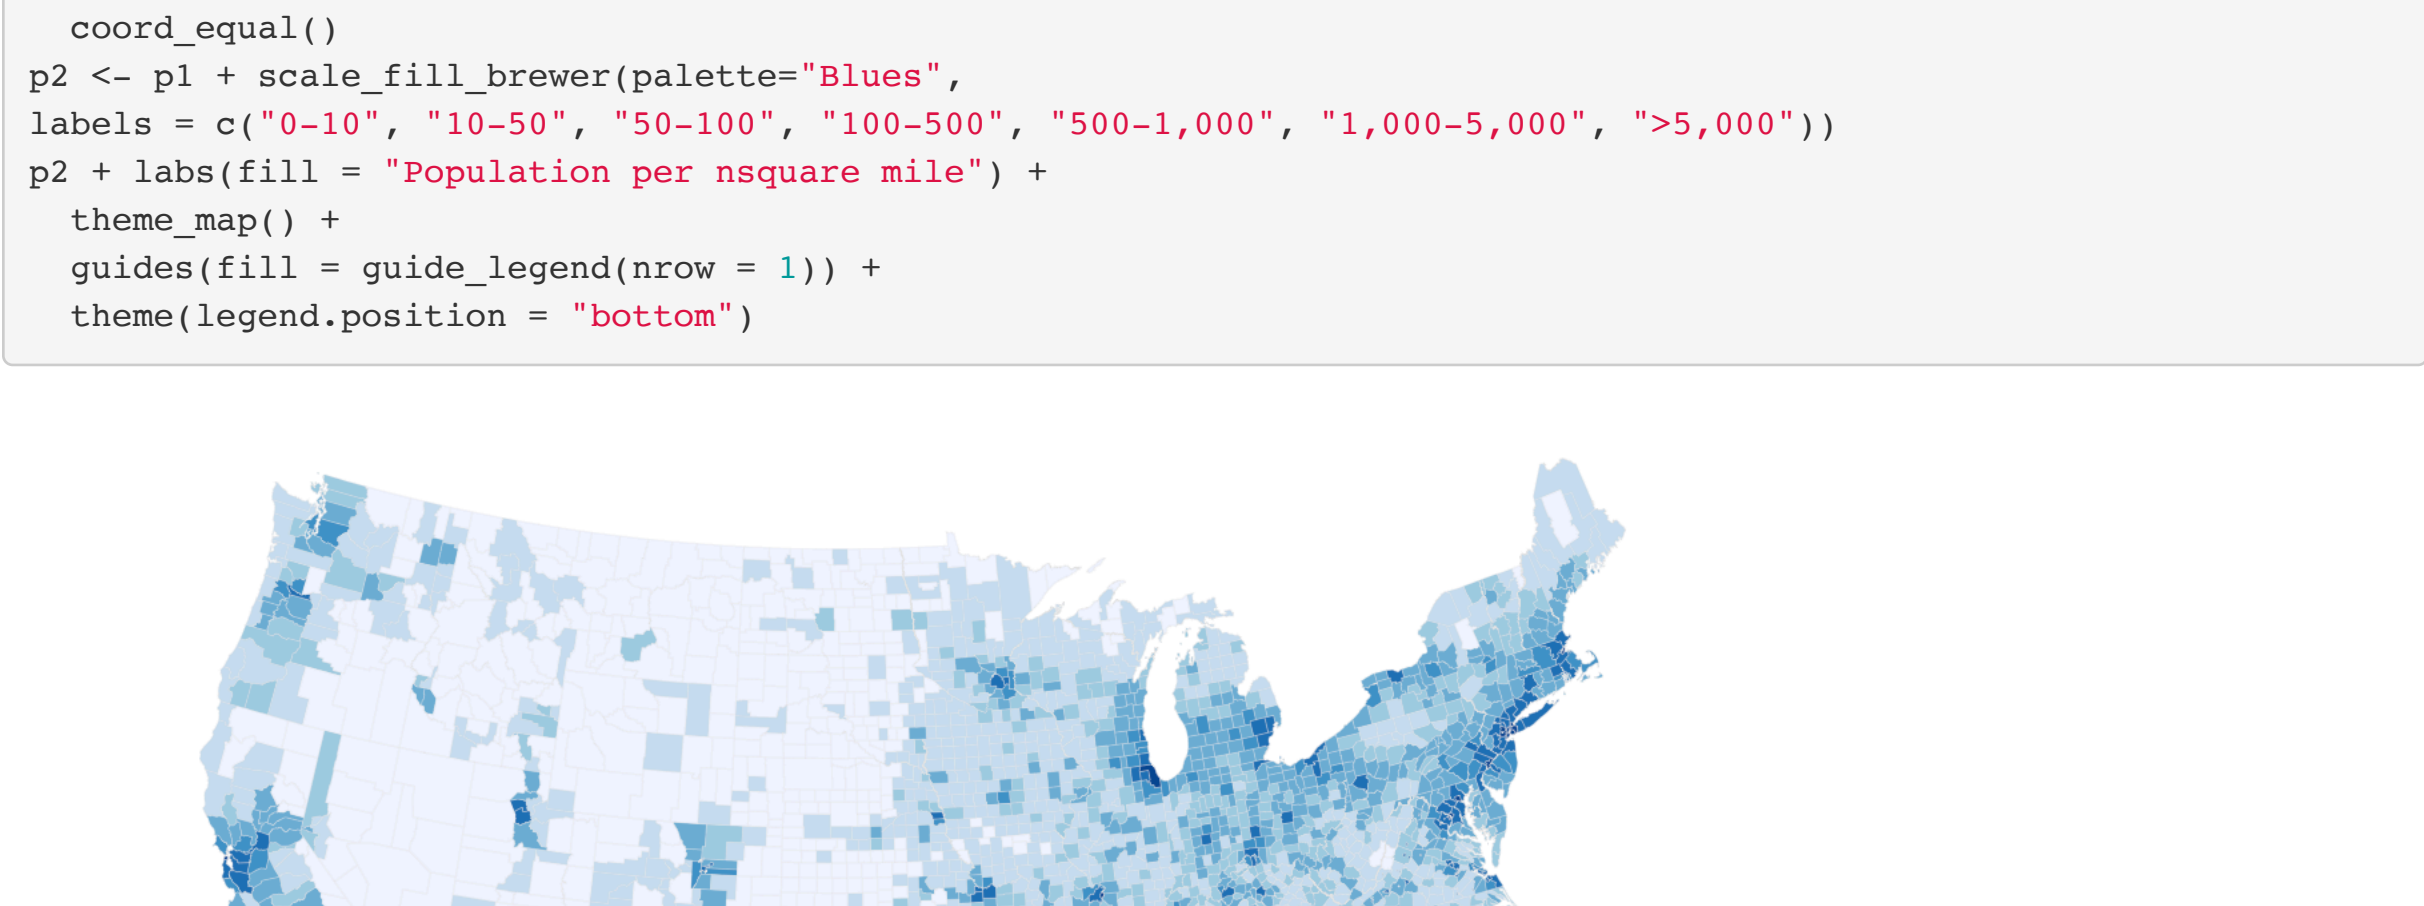 coord_equal()
p2 <- p1 + scale_fill_brewer(palette="Blues",
labels = c("0-10", "10-50", "50-100", "100-500", "500-1,000", "1,000-5,000", ">5,000"))
p2 + labs(fill = "Population per nsquare mile") +
  theme_map() +
  guides(fill = guide_legend(nrow = 1)) +
  theme(legend.position = "bottom")